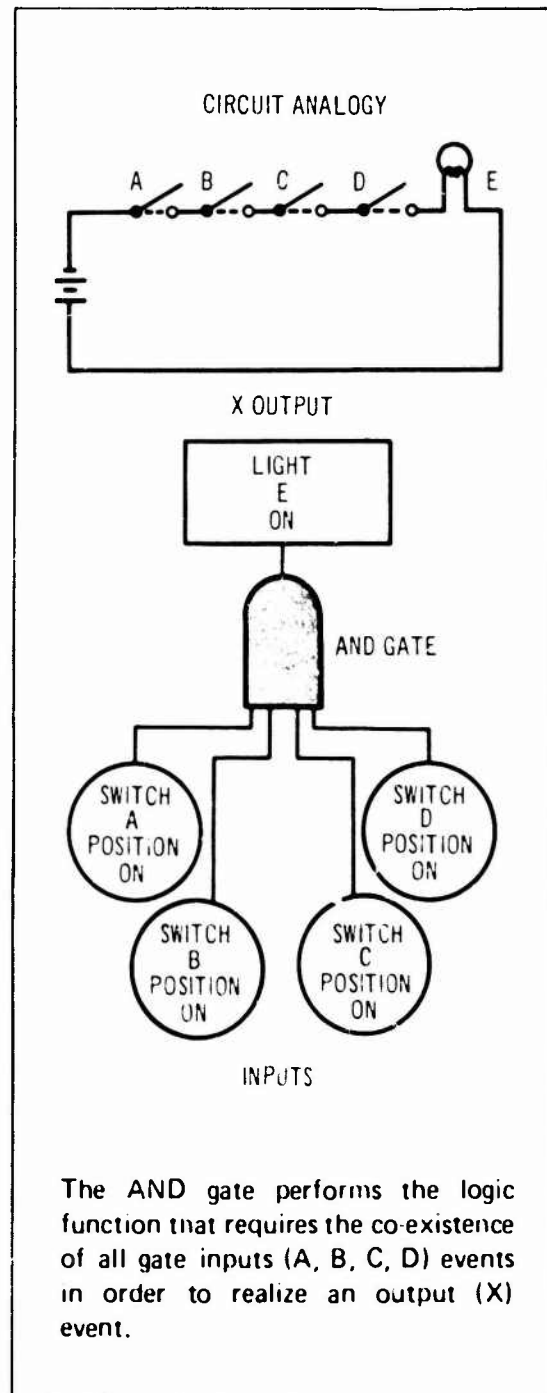 CIRCUIT ANALOGY
A B C D E
X OUTPUT
LIGHT
E
ON
AND GATE
SWITCH
A
POSITION
ON
SWITCH
D
POSITION
ON
SWITCH
B
POSITION
ON
SWITCH
C
POSITION
ON
INPUTS
The AND gate performs the logic
function that requires the co-existence
of all gate inputs (A, B, C, D) events
in order to realize an output (X)
event.